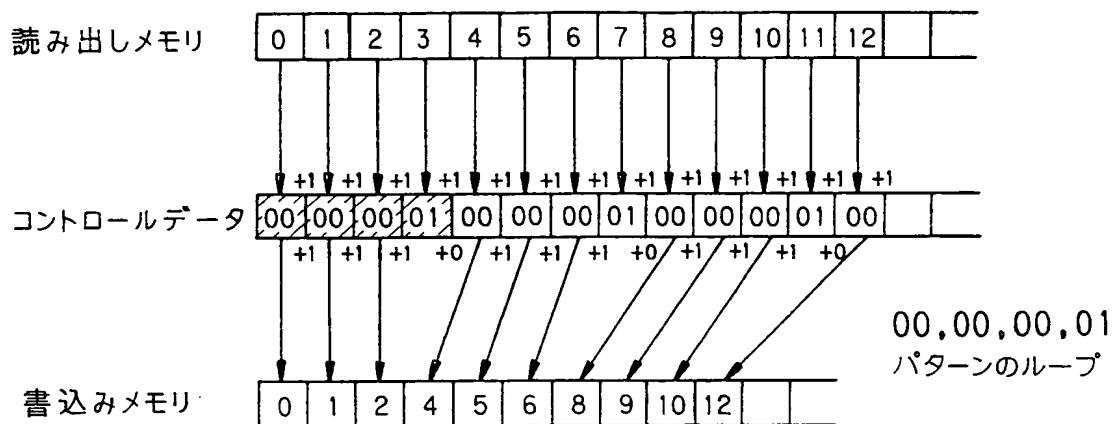 読み出しメモリ 0 1 2 3 4 5 6 7 8 9 10 11 12
+1 +1 +1 +1 +1 +1 +1 +1 +1 +1 +1 +1 +1
コントロールデータ 00 00 00 01 00 00 00 01 00 00 00 01 00
+1 +1 +1 +0 +1 +1 +1 +0 +1 +1 +1 +0
00,00,00,01
パターンのループ
書込みメモリ 0 1 2 4 5 6 8 9 10 12